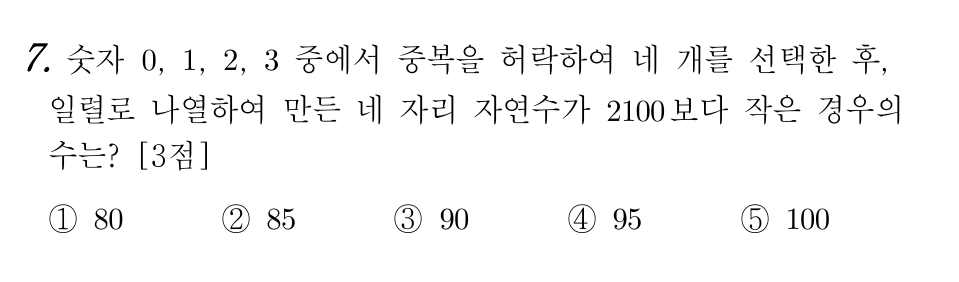 7. 숫자 0, 1, 2, 3 중에서 중복을 허락하여 네 개를 선택한 후,
일렬로 나열하여 만든 네 자리 자연수가 2100보다 작은 경우의
수는? [3점]
① 80 ② 85 ③ 90 ④ 95 ⑤ 100